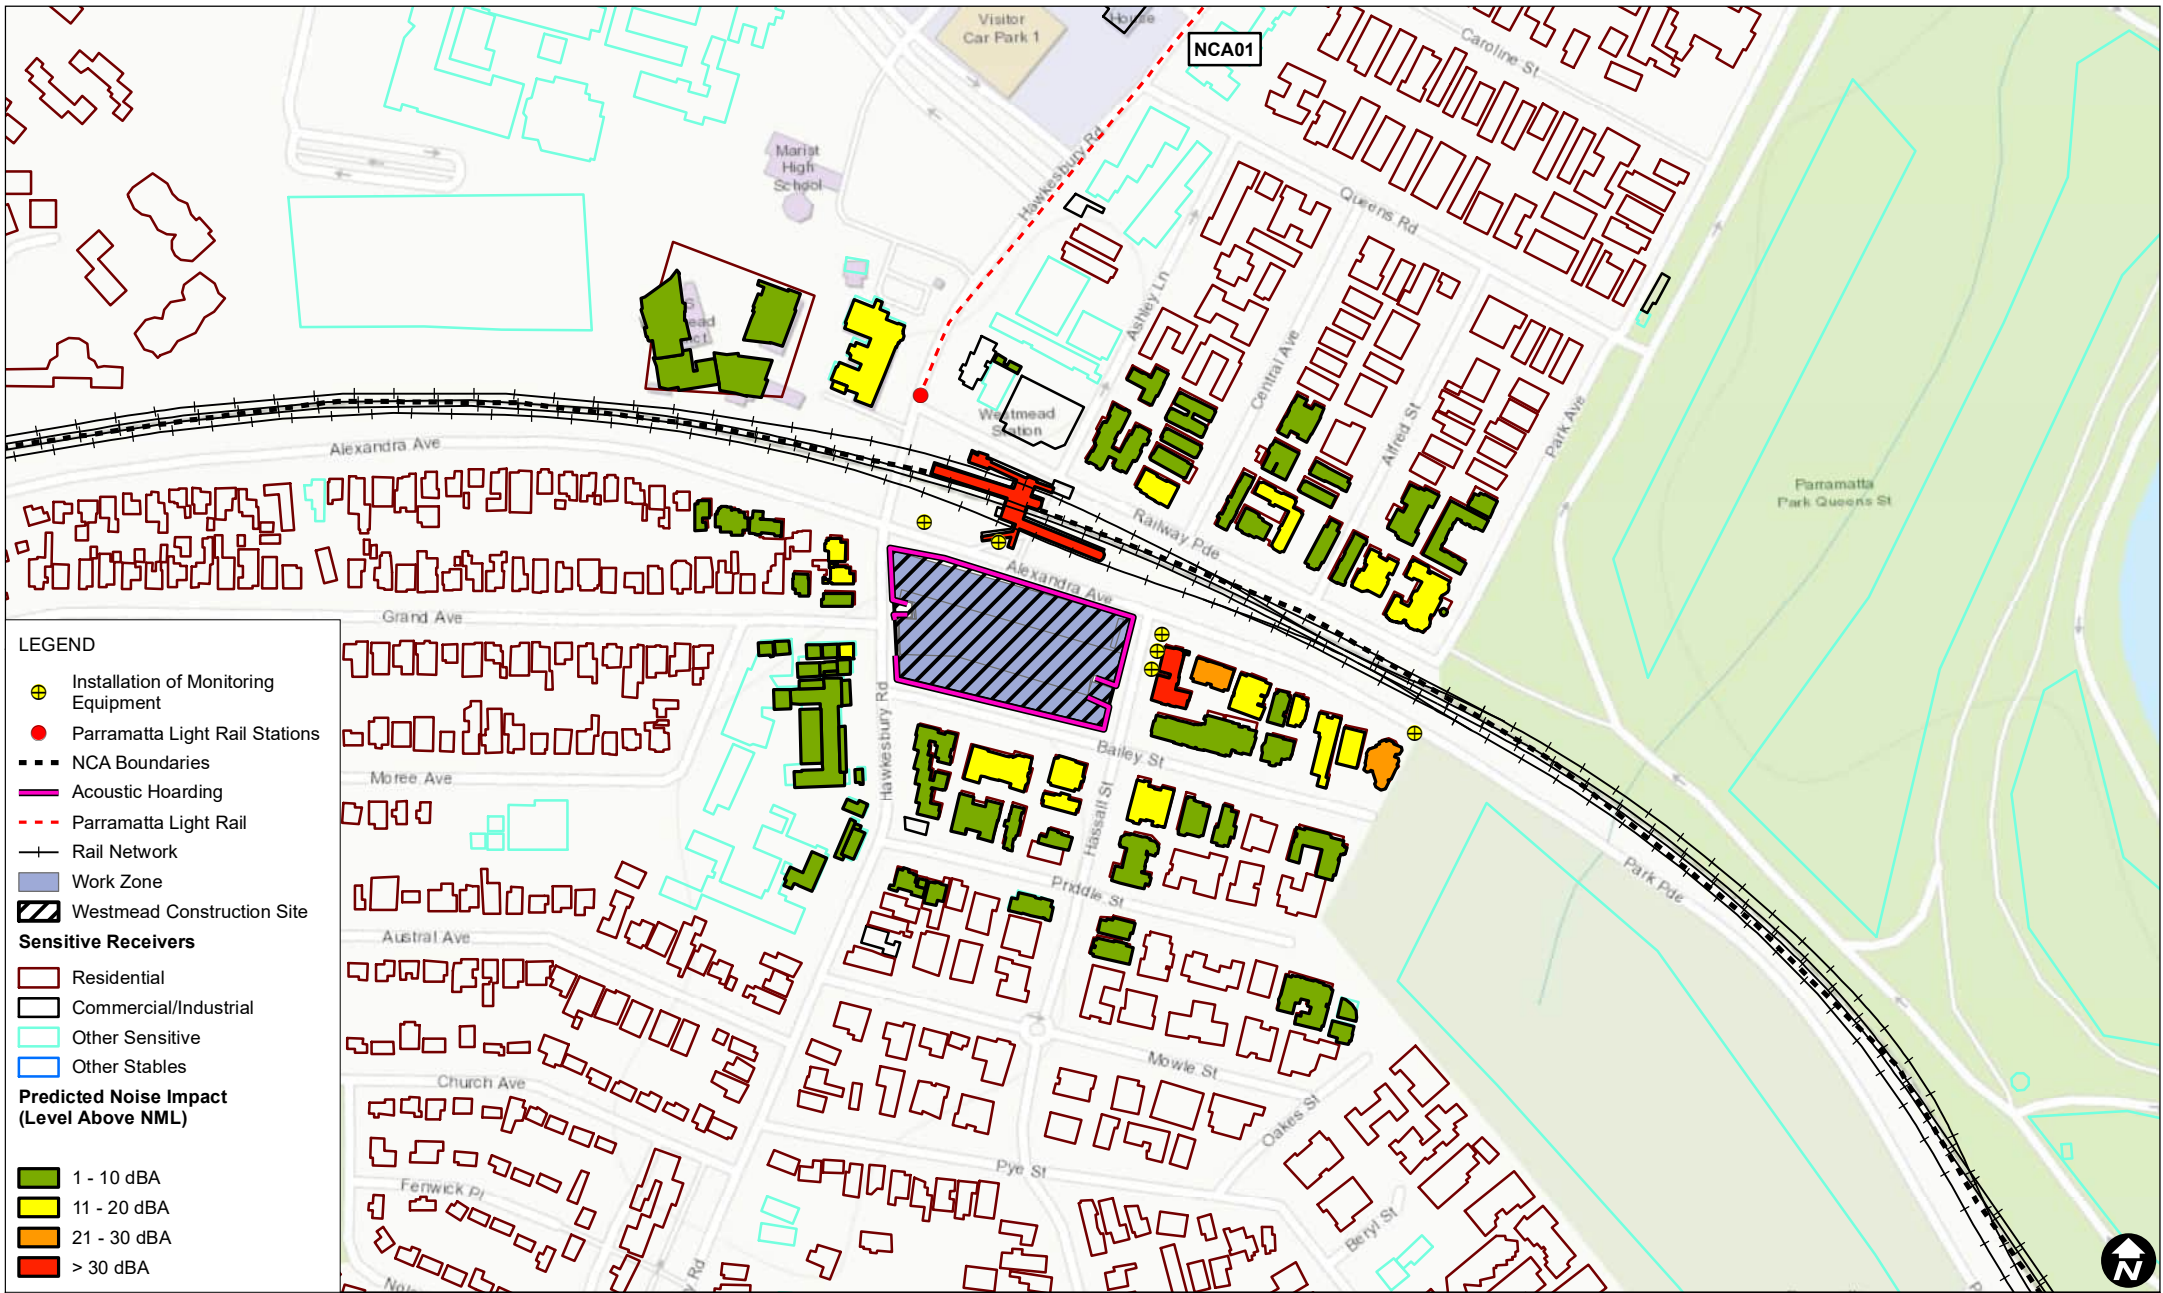 Visitor
Car Park 1
House
NCA01
Caroline St
Marist
High
School
Hawkesbury Rd
Queens Rd
Ashley Ln
Central Ave
Westmead
Station
Alfred St
Park Ave
Alexandra Ave
Parramatta
Park Queens St
Railway Pde
Alexandra Ave
Grand Ave
Hawkesbury Rd
Bailey St
Moree Ave
Hassall St
Park Pde
Priddle St
Austral Ave
Mowle St
Church Ave
Oakes St
Pye St
Fenwick Pl
Beryl St
y Rd
LEGEND
Installation of Monitoring
Equipment
Parramatta Light Rail Stations
NCA Boundaries
Acoustic Hoarding
Parramatta Light Rail
Rail Network
Work Zone
Westmead Construction Site
Sensitive Receivers
Residential
Commercial/Industrial
Other Sensitive
Other Stables
Predicted Noise Impact
(Level Above NML)
1 - 10 dBA
11 - 20 dBA
21 - 30 dBA
> 30 dBA
N